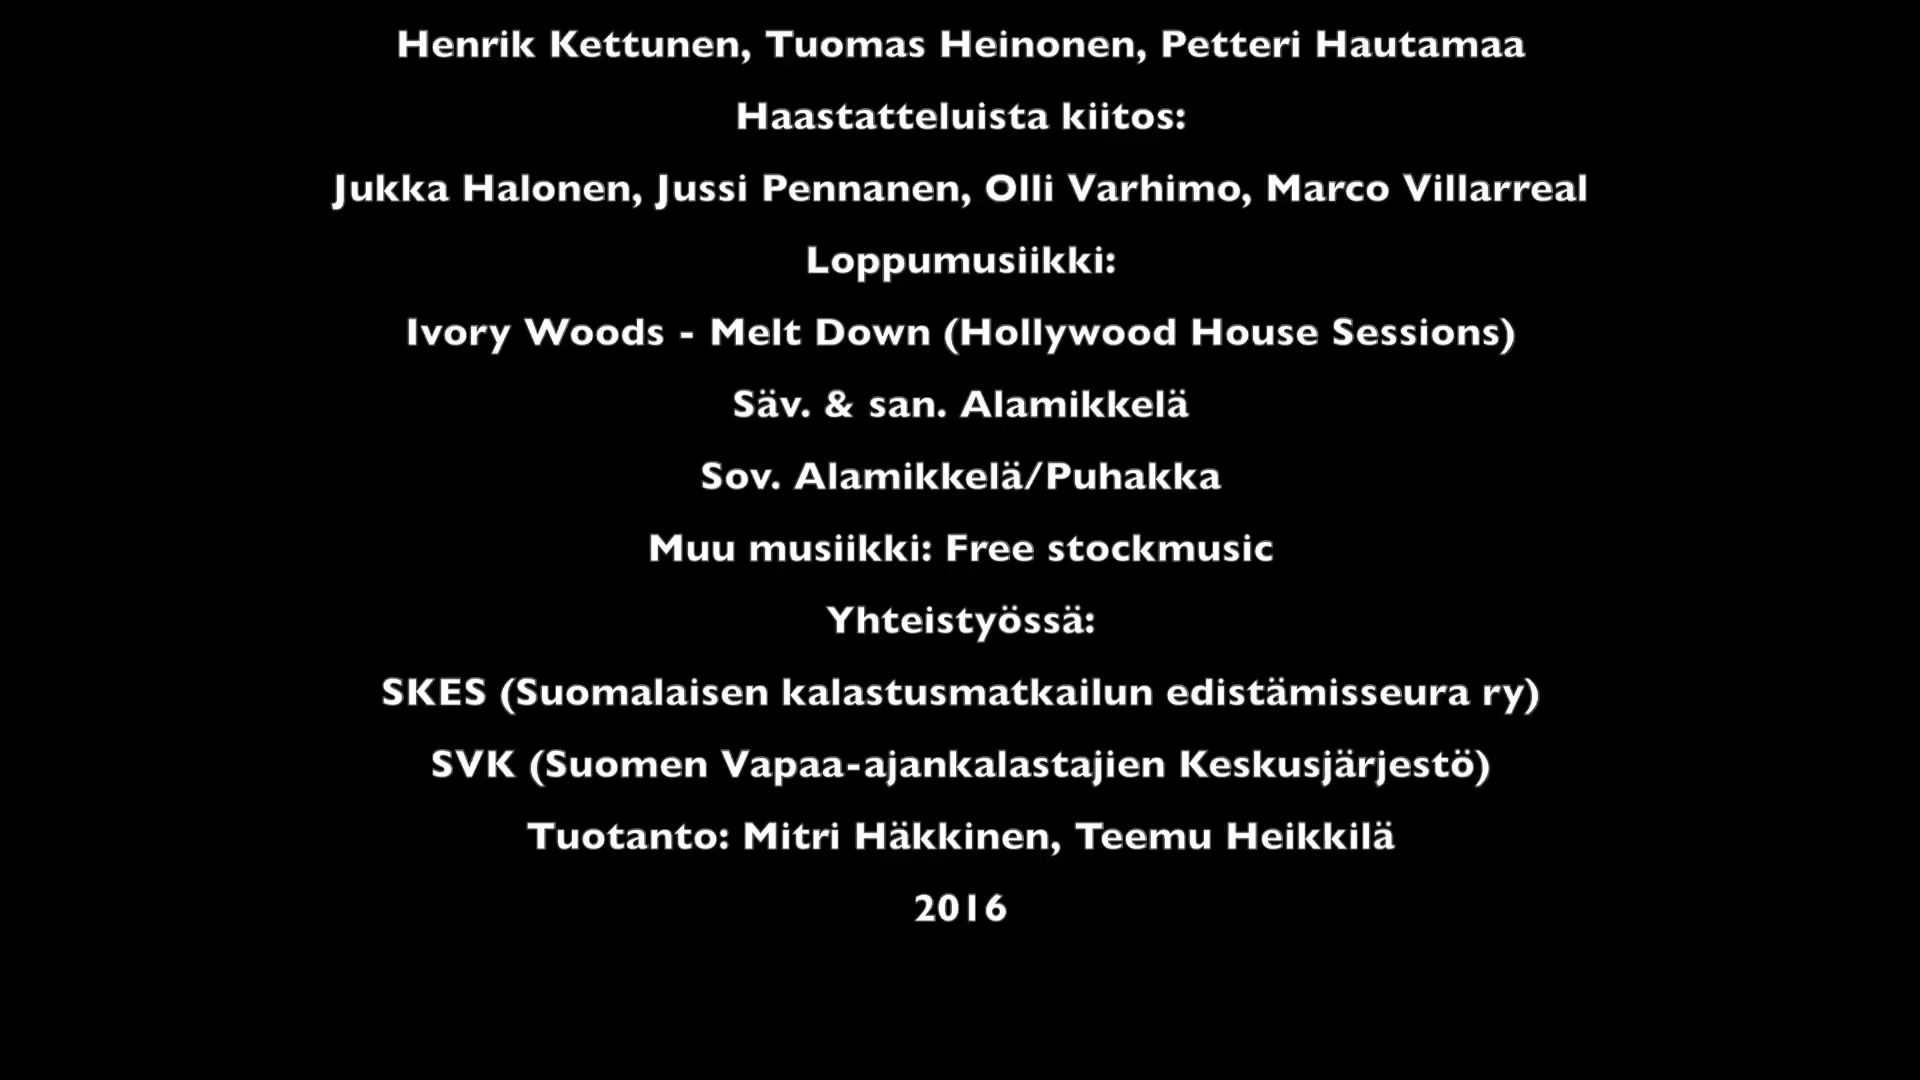 Henrik Kettunen, Tuomas Heinonen, Petteri Hautamaa
Haastatteluista kiitos:
Jukka Halonen, Jussi Pennanen, Olli Varhimo, Marco Villarreal
Loppumusiikki:
Ivory Woods - Melt Down (Hollywood House Sessions)
Säv. & san. Alamikkelä
Sov. Alamikkelä/Puhakka
Muu musiikki: Free stockmusic
Yhteistyössä:
SKES (Suomalaisen kalastusmatkailun edistämisseura ry)
SVK (Suomen Vapaa-ajankalastajien Keskusjärjestö)
Tuotanto: Mitri Häkkinen, Teemu Heikkilä
2016